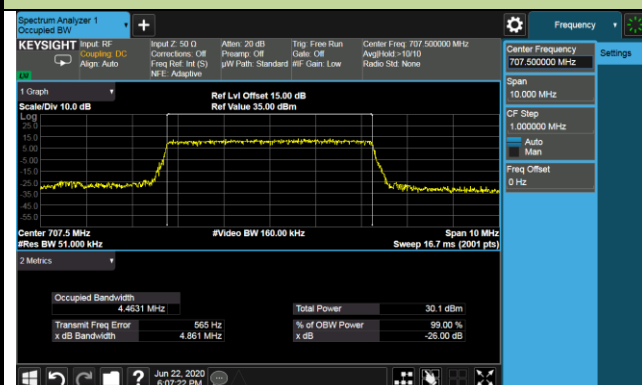 Spectrum Analyzer 1
Occupied BW
Frequency
KEYSIGHT
Input: RF
Coupling: DC
Align: Auto
Input Z: 50 Ω
Corrections: Off
Freq Ref: Int (S)
NFE: Adaptive
Atten: 20 dB
Preamp: Off
µW Path: Standard
Trig: Free Run
Gate: Off
#IF Gain: Low
Center Freq: 707.500000 MHz
Avg|Hold:>10/10
Radio Std: None
Center Frequency
707.500000 MHz
Settings
Span
10.000 MHz
CF Step
1.000000 MHz
Auto
Man
Freq Offset
0 Hz
1 Graph
Scale/Div 10.0 dB
Ref Lvl Offset 15.00 dB
Ref Value 35.00 dBm
Log
25.0
15.0
5.00
-5.00
-15.0
-25.0
-35.0
-45.0
-55.0
Center 707.5 MHz
#Res BW 51.000 kHz
#Video BW 160.00 kHz
Span 10 MHz
Sweep 16.7 ms (2001 pts)
2 Metrics
Occupied Bandwidth
4.4631 MHz
Total Power 30.1 dBm
Transmit Freq Error 565 Hz
% of OBW Power 99.00 %
x dB Bandwidth 4.861 MHz
x dB -26.00 dB
Jun 22, 2020
6:07:22 PM